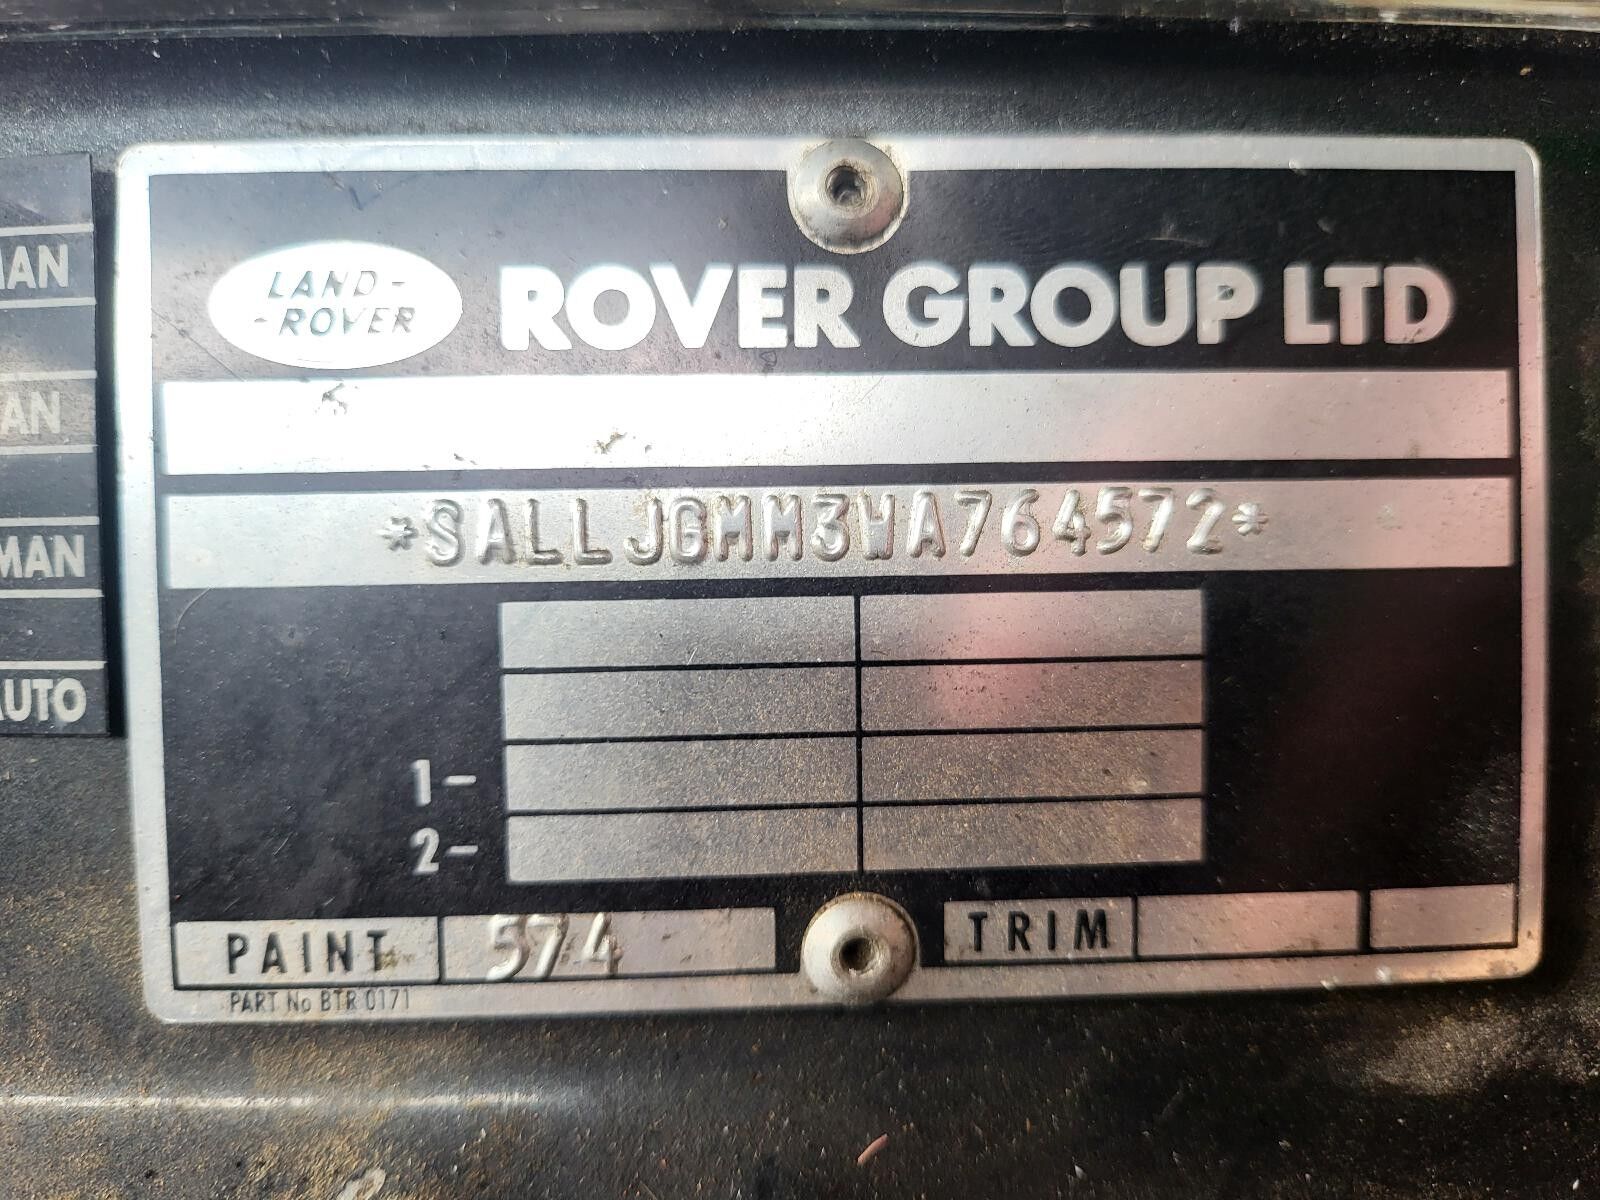 MAN
AN
MAN
AUTO
LAND-
-ROVER
ROVER GROUP LTD
*SALLJGMM3WA764572*
1-
2-
PAINT 574
TRIM
PART No BTR 0171